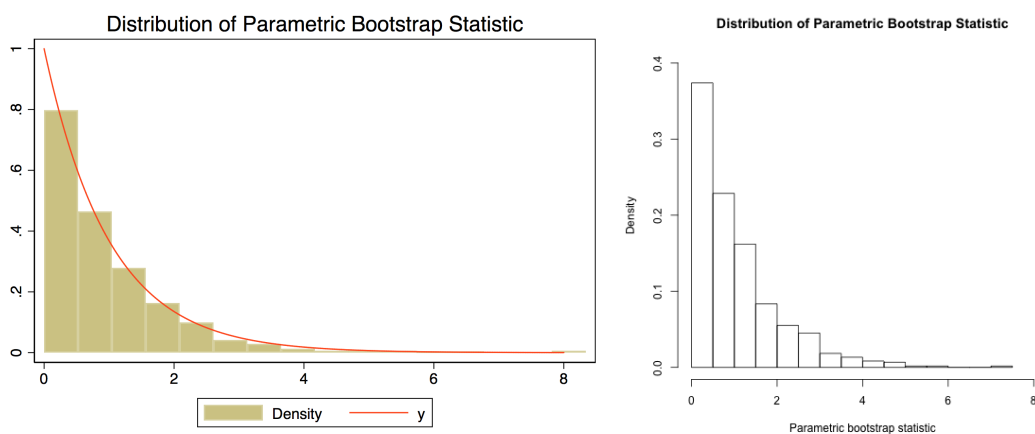 Distribution of Parametric Bootstrap Statistic
1
.8
.6
.4
.2
0
0 2 4 6 8
Density y
Distribution of Parametric Bootstrap Statistic
Density
0.4
0.3
0.2
0.1
0.0
0 2 4 6 8
Parametric bootstrap statistic